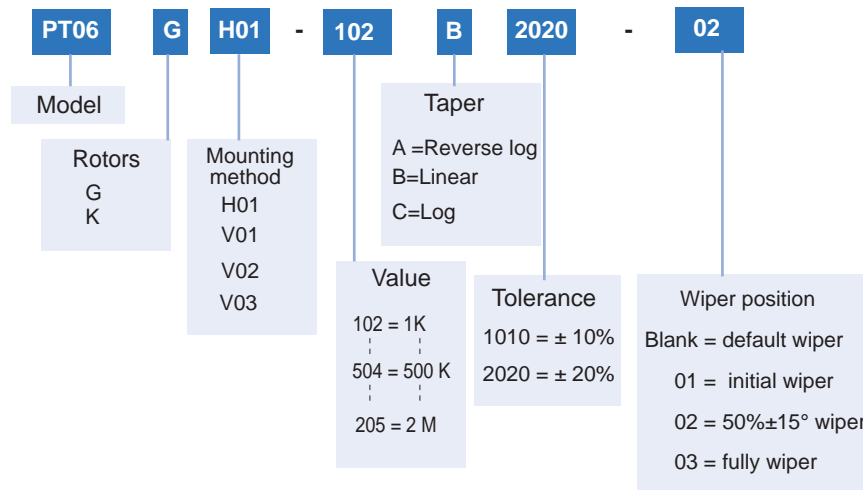 PT06 G H01 - 102 B 2020 - 02
Model
Rotors
G
K
Mounting
method
H01
V01
V02
V03
Taper
A =Reverse log
B=Linear
C=Log
Value
102 = 1K
504 = 500 K
205 = 2 M
Tolerance
1010 = ± 10%
2020 = ± 20%
Wiper position
Blank = default wiper
01 = initial wiper
02 = 50%±15° wiper
03 = fully wiper